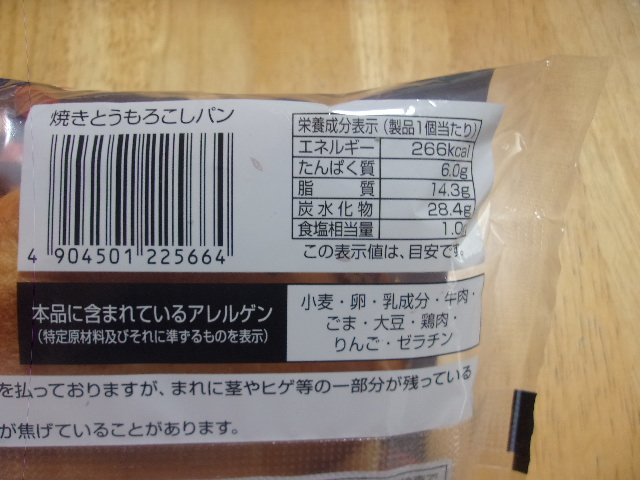 焼きとうもろこしパン
4 904501 225664
栄養成分表示 (製品1個当たり)
エネルギー 266kcal
たんぱく質 6.0g
脂質 14.3g
炭水化物 28.4g
食塩相当量 1.0
この表示値は、目安です
本品に含まれているアレルゲン
(特定原材料及びそれに準ずるものを表示)
小麦・卵・乳成分・牛肉・
ごま・大豆・鶏肉・
りんご・ゼラチン
を払っておりますが、まれに茎やヒゲ等の一部分が残っている
が焦げていることがあります。